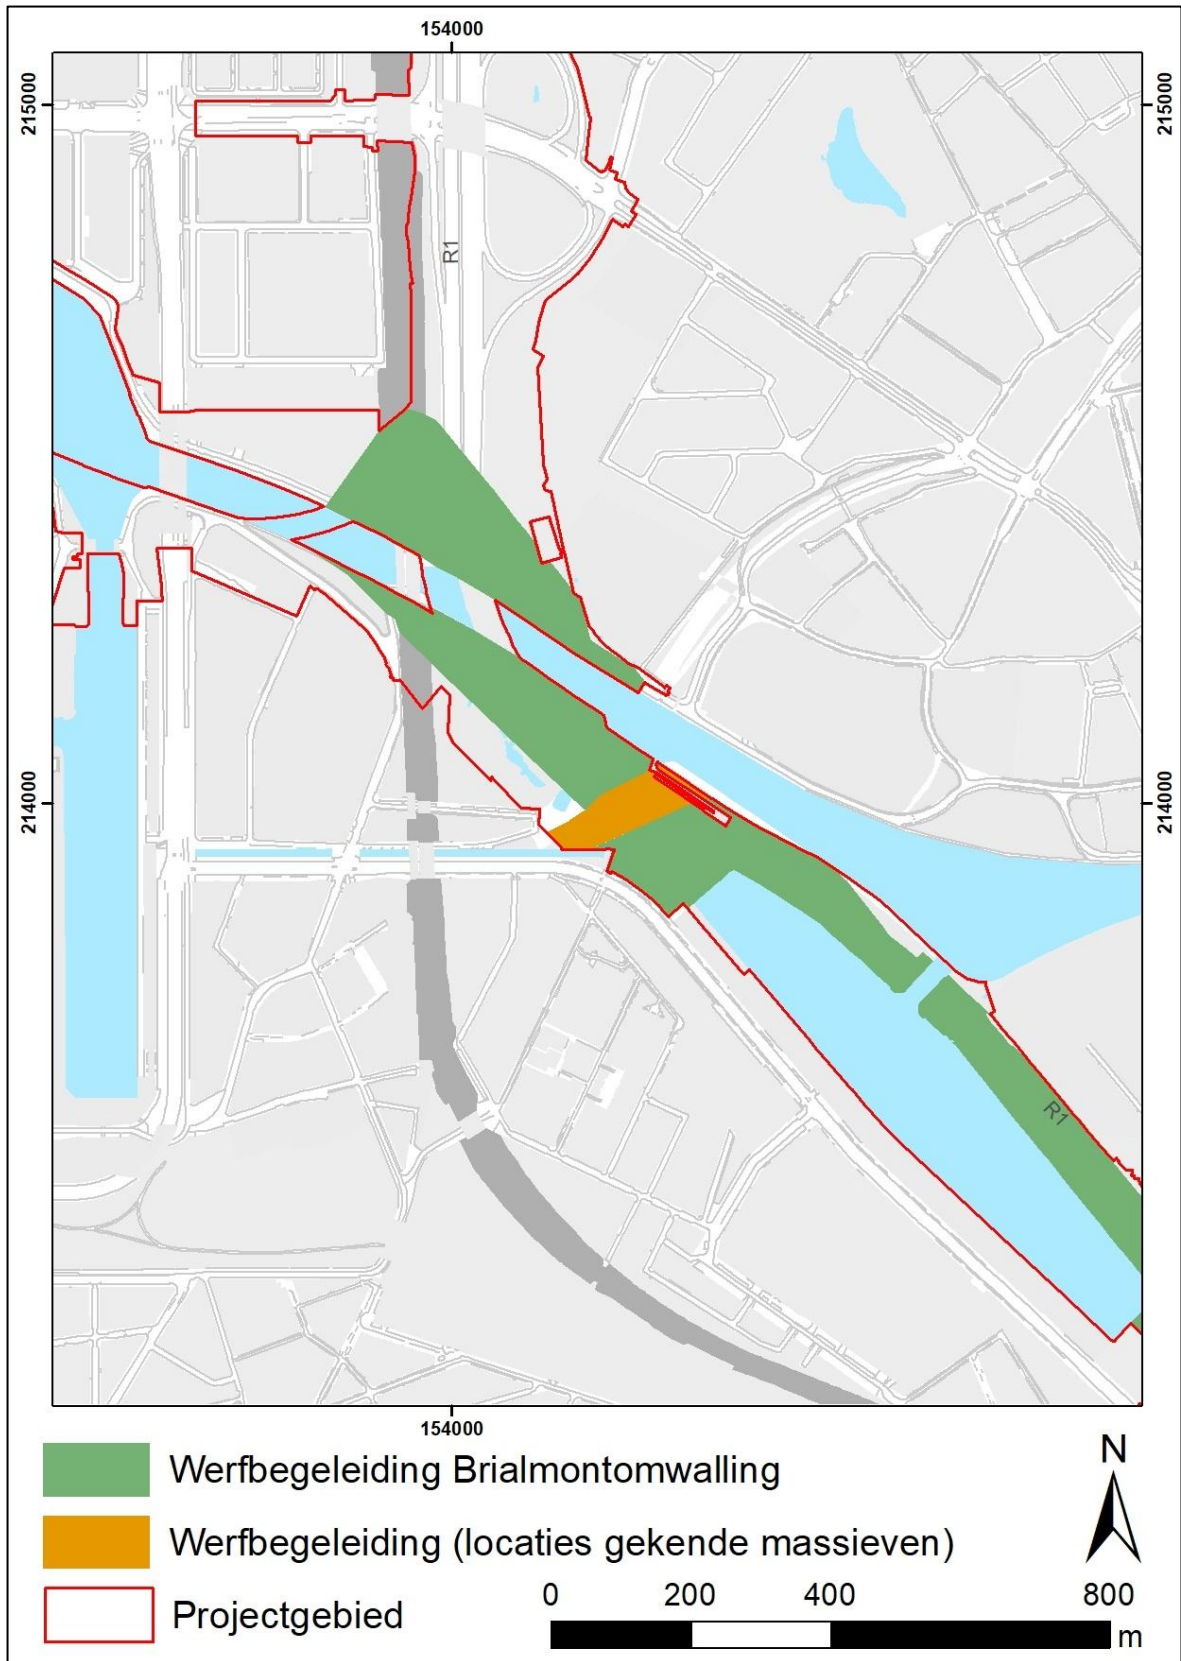 154000
215000
215000
R1
214000
214000
R1
154000
Werfbegeleiding Brialmontomwalling
N
Werfbegeleiding (locaties gekende massieven)
Projectgebied
0 200 400 800
m